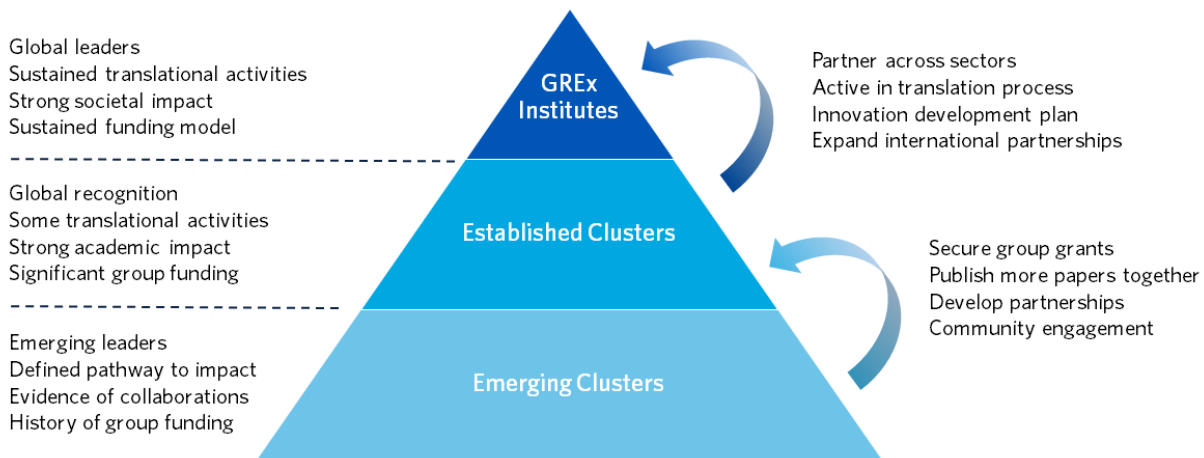 Global leaders
Sustained translational activities
Strong societal impact
Sustained funding model
GREx
Institutes
Partner across sectors
Active in translation process
Innovation development plan
Expand international partnerships
Global recognition
Some translational activities
Strong academic impact
Significant group funding
Established Clusters
Secure group grants
Publish more papers together
Develop partnerships
Community engagement
Emerging leaders
Defined pathway to impact
Evidence of collaborations
History of group funding
Emerging Clusters